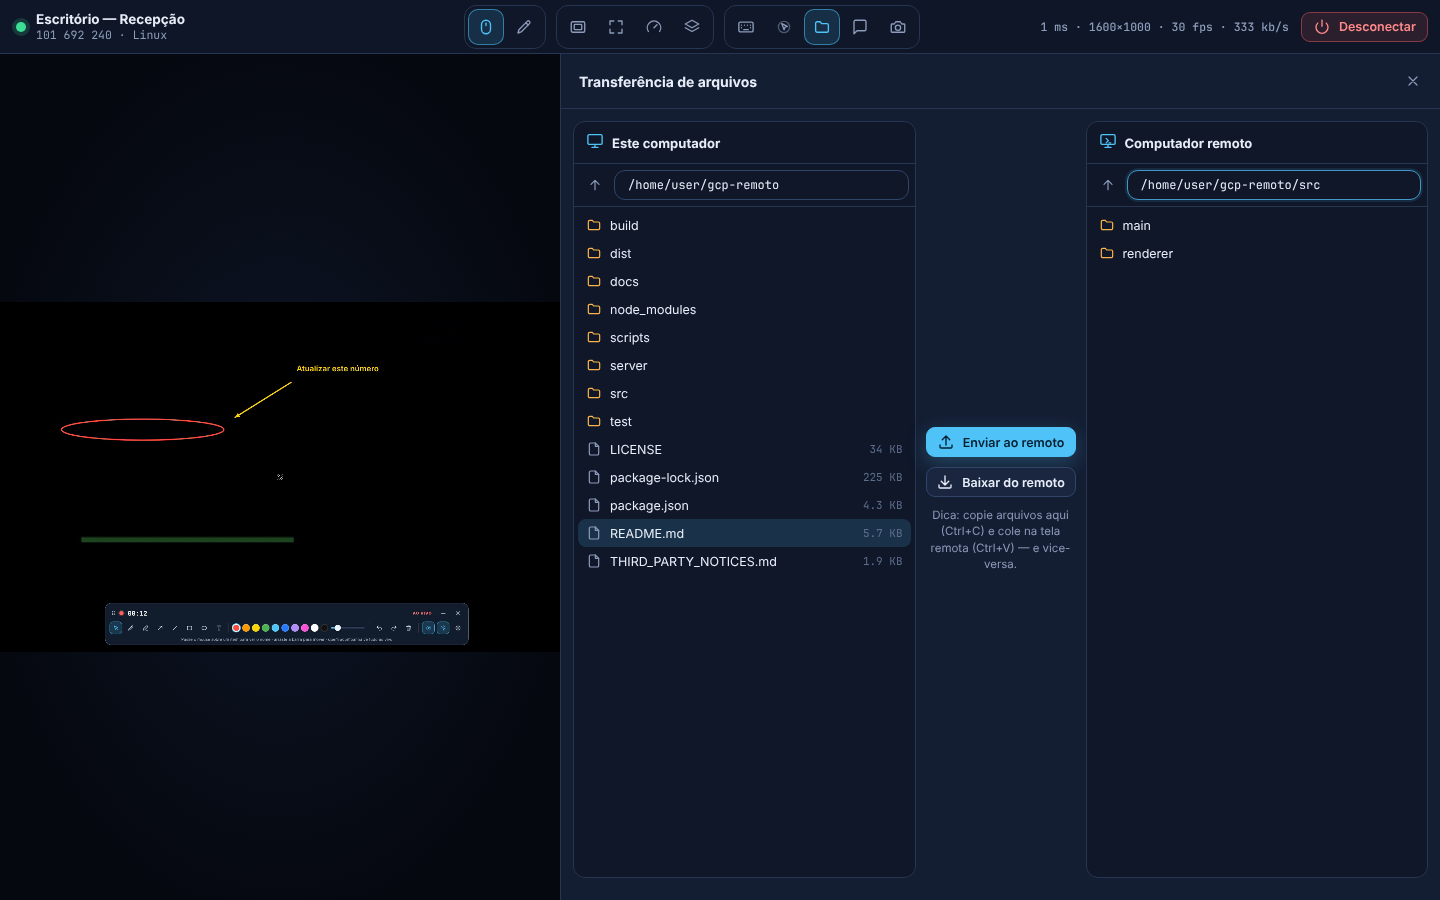 Escritório — Recepção
101 692 240 · Linux
1 ms · 1600×1000 · 30 fps · 333 kb/s
Desconectar
Atualizar este número
00:12
AO VIVO
Transferência de arquivos
Este computador
/home/user/gcp-remoto
build
dist
docs
node_modules
scripts
server
src
test
LICENSE 34 KB
package-lock.json 225 KB
package.json 4.3 KB
README.md 5.7 KB
THIRD_PARTY_NOTICES.md 1.9 KB
Enviar ao remoto
Baixar do remoto
Dica: copie arquivos aqui
(Ctrl+C) e cole na tela
remota (Ctrl+V) — e vice-
versa.
Computador remoto
/home/user/gcp-remoto/src
main
renderer